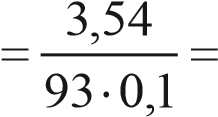 = 3,54 / 93 · 0,1 =